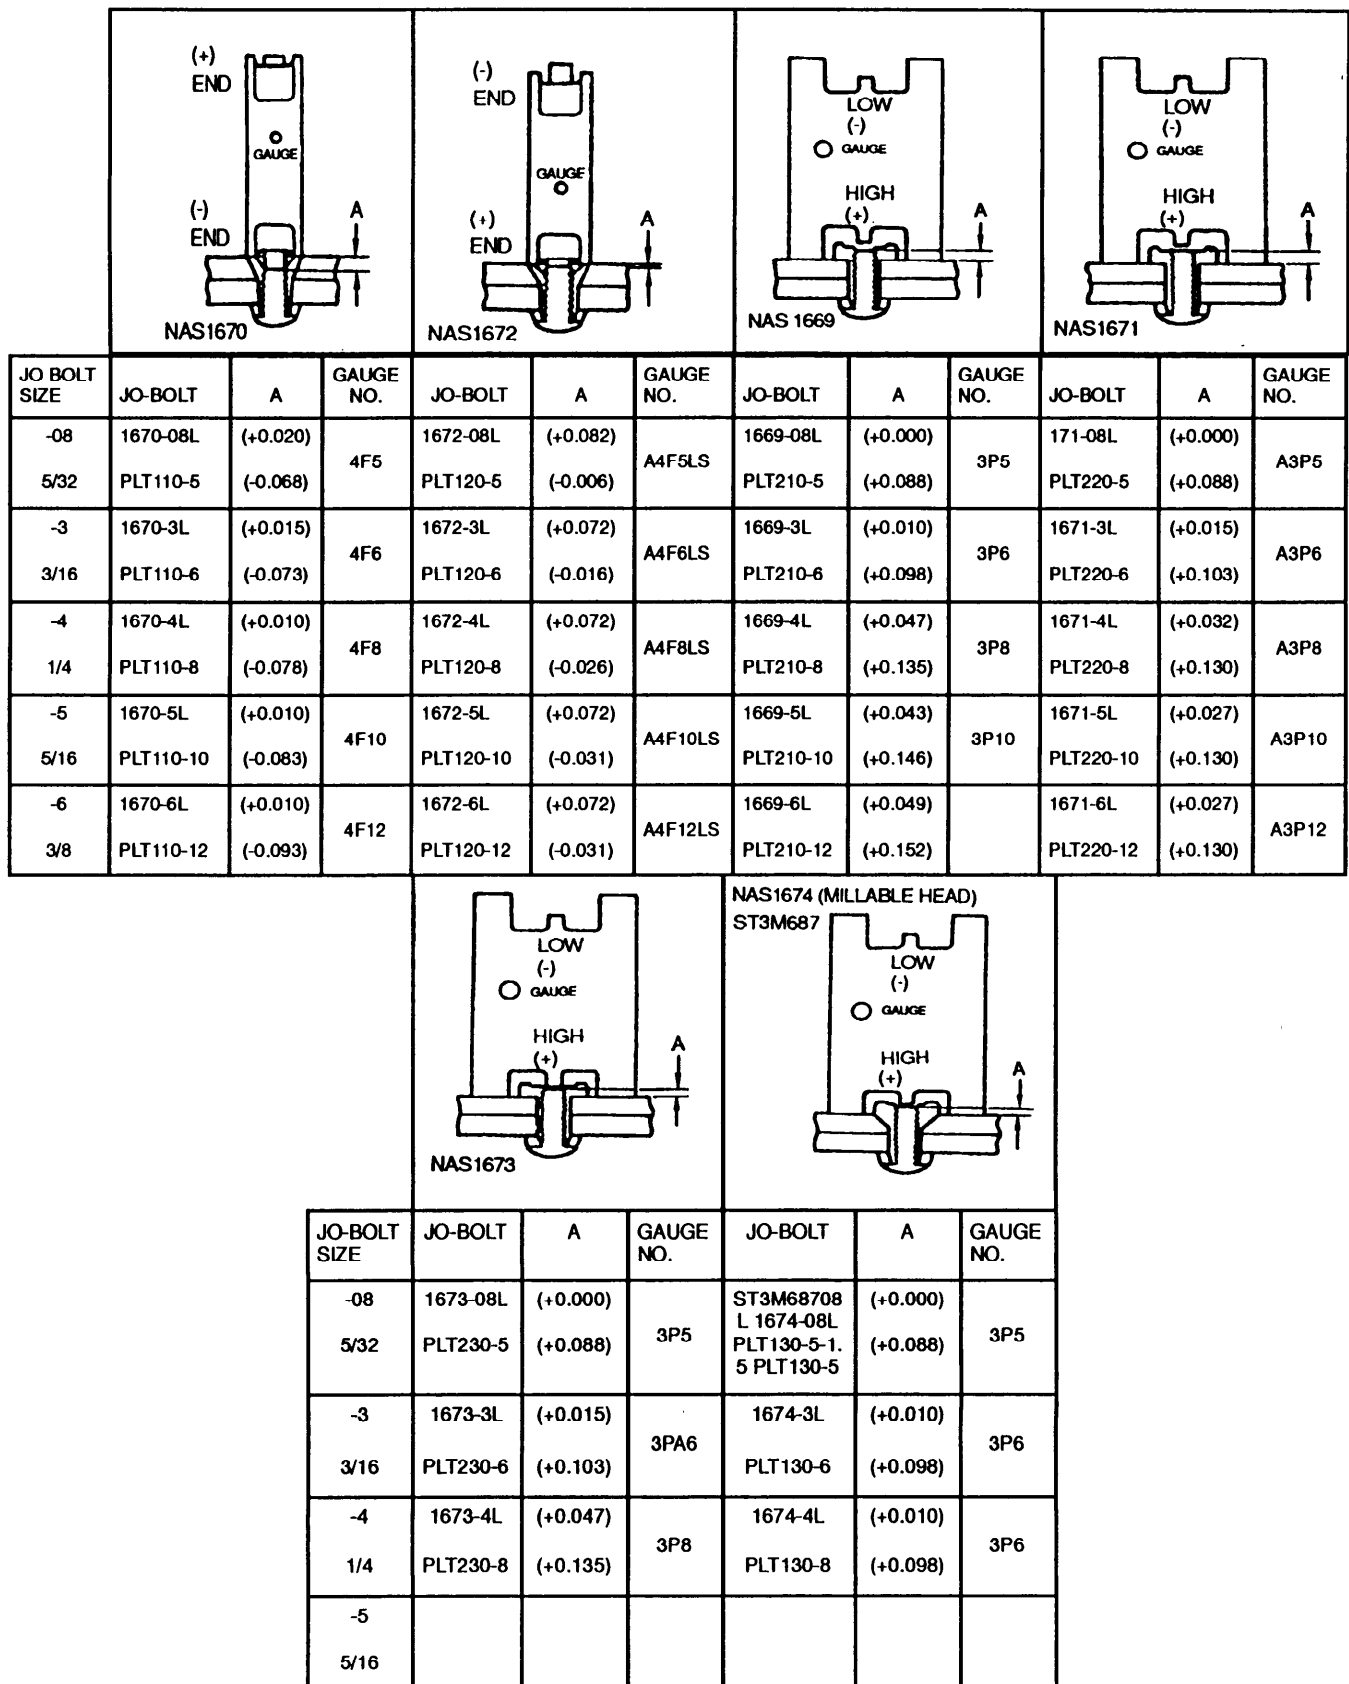 (+)
END
GAUGE
(-)
END
A
NAS1670
(-)
END
GAUGE
(+)
END
A
NAS1672
LOW
(-)
GAUGE
HIGH
(+)
A
NAS 1669
LOW
(-)
GAUGE
HIGH
(+)
A
NAS1671
JO BOLT SIZE JO-BOLT A GAUGE NO. JO-BOLT A GAUGE NO. JO-BOLT A GAUGE NO. JO-BOLT A GAUGE NO.
-08 1670-08L (+0.020) 1672-08L (+0.082) 1669-08L (+0.000) 171-08L (+0.000)
4F5 A4F5LS 3P5 A3P5
5/32 PLT110-5 (-0.068) PLT120-5 (-0.006) PLT210-5 (+0.088) PLT220-5 (+0.088)
-3 1670-3L (+0.015) 1672-3L (+0.072) 1669-3L (+0.010) 1671-3L (+0.015)
4F6 A4F6LS 3P6 A3P6
3/16 PLT110-6 (-0.073) PLT120-6 (-0.016) PLT210-6 (+0.098) PLT220-6 (+0.103)
-4 1670-4L (+0.010) 1672-4L (+0.072) 1669-4L (+0.047) 1671-4L (+0.032)
4F8 A4F8LS 3P8 A3P8
1/4 PLT110-8 (-0.078) PLT120-8 (-0.026) PLT210-8 (+0.135) PLT220-8 (+0.130)
-5 1670-5L (+0.010) 1672-5L (+0.072) 1669-5L (+0.043) 1671-5L (+0.027)
4F10 A4F10LS 3P10 A3P10
5/16 PLT110-10 (-0.083) PLT120-10 (-0.031) PLT210-10 (+0.146) PLT220-10 (+0.130)
-6 1670-6L (+0.010) 1672-6L (+0.072) 1669-6L (+0.049) 1671-6L (+0.027)
4F12 A4F12LS A3P12
3/8 PLT110-12 (-0.093) PLT120-12 (-0.031) PLT210-12 (+0.152) PLT220-12 (+0.130)
LOW
(-)
GAUGE
HIGH
(+)
A
NAS1673
NAS1674 (MILLABLE HEAD)
ST3M687
LOW
(-)
GAUGE
HIGH
(+)
A
JO-BOLT SIZE JO-BOLT A GAUGE NO. JO-BOLT A GAUGE NO.
-08 1673-08L (+0.000) ST3M68708 (+0.000)
L 1674-08L
3P5 3P5
5/32 PLT230-5 (+0.088) PLT130-5-1. (+0.088)
5 PLT130-5
-3 1673-3L (+0.015) 1674-3L (+0.010)
3PA6 3P6
3/16 PLT230-6 (+0.103) PLT130-6 (+0.098)
-4 1673-4L (+0.047) 1674-4L (+0.010)
3P8 3P6
1/4 PLT230-8 (+0.135) PLT130-8 (+0.098)
-5
5/16